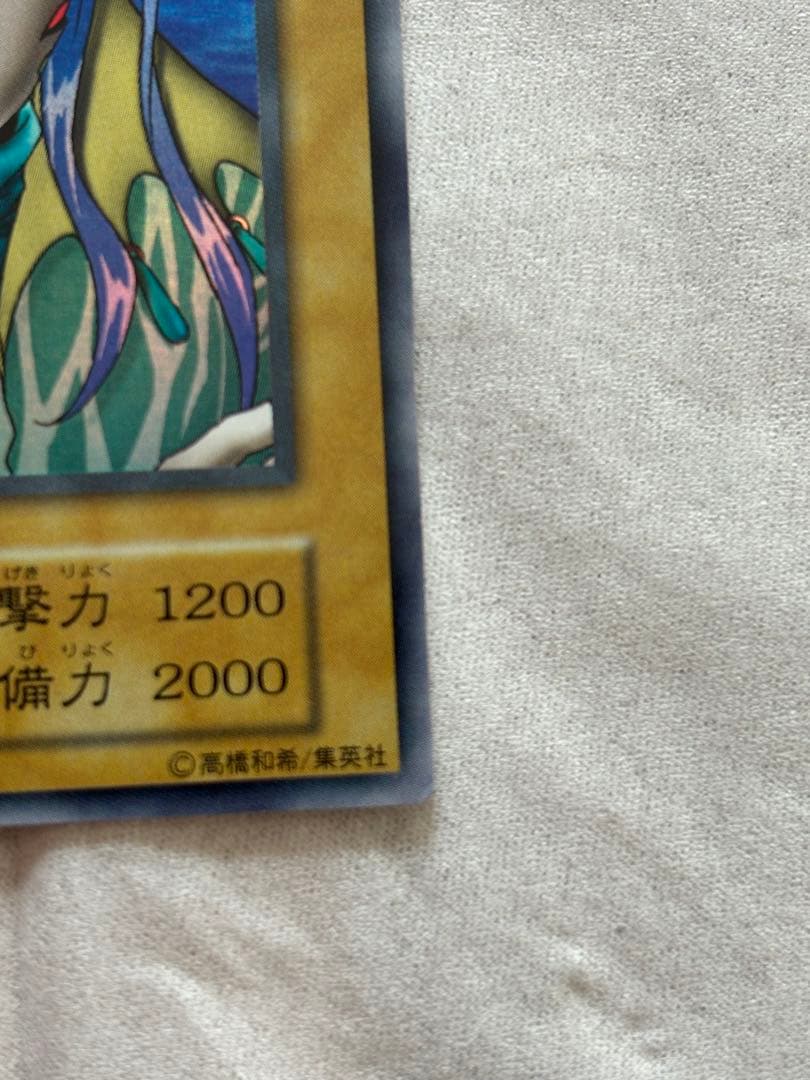 げき りょく
撃力 1200
び りょく
備力 2000
©高橋和希/集英社